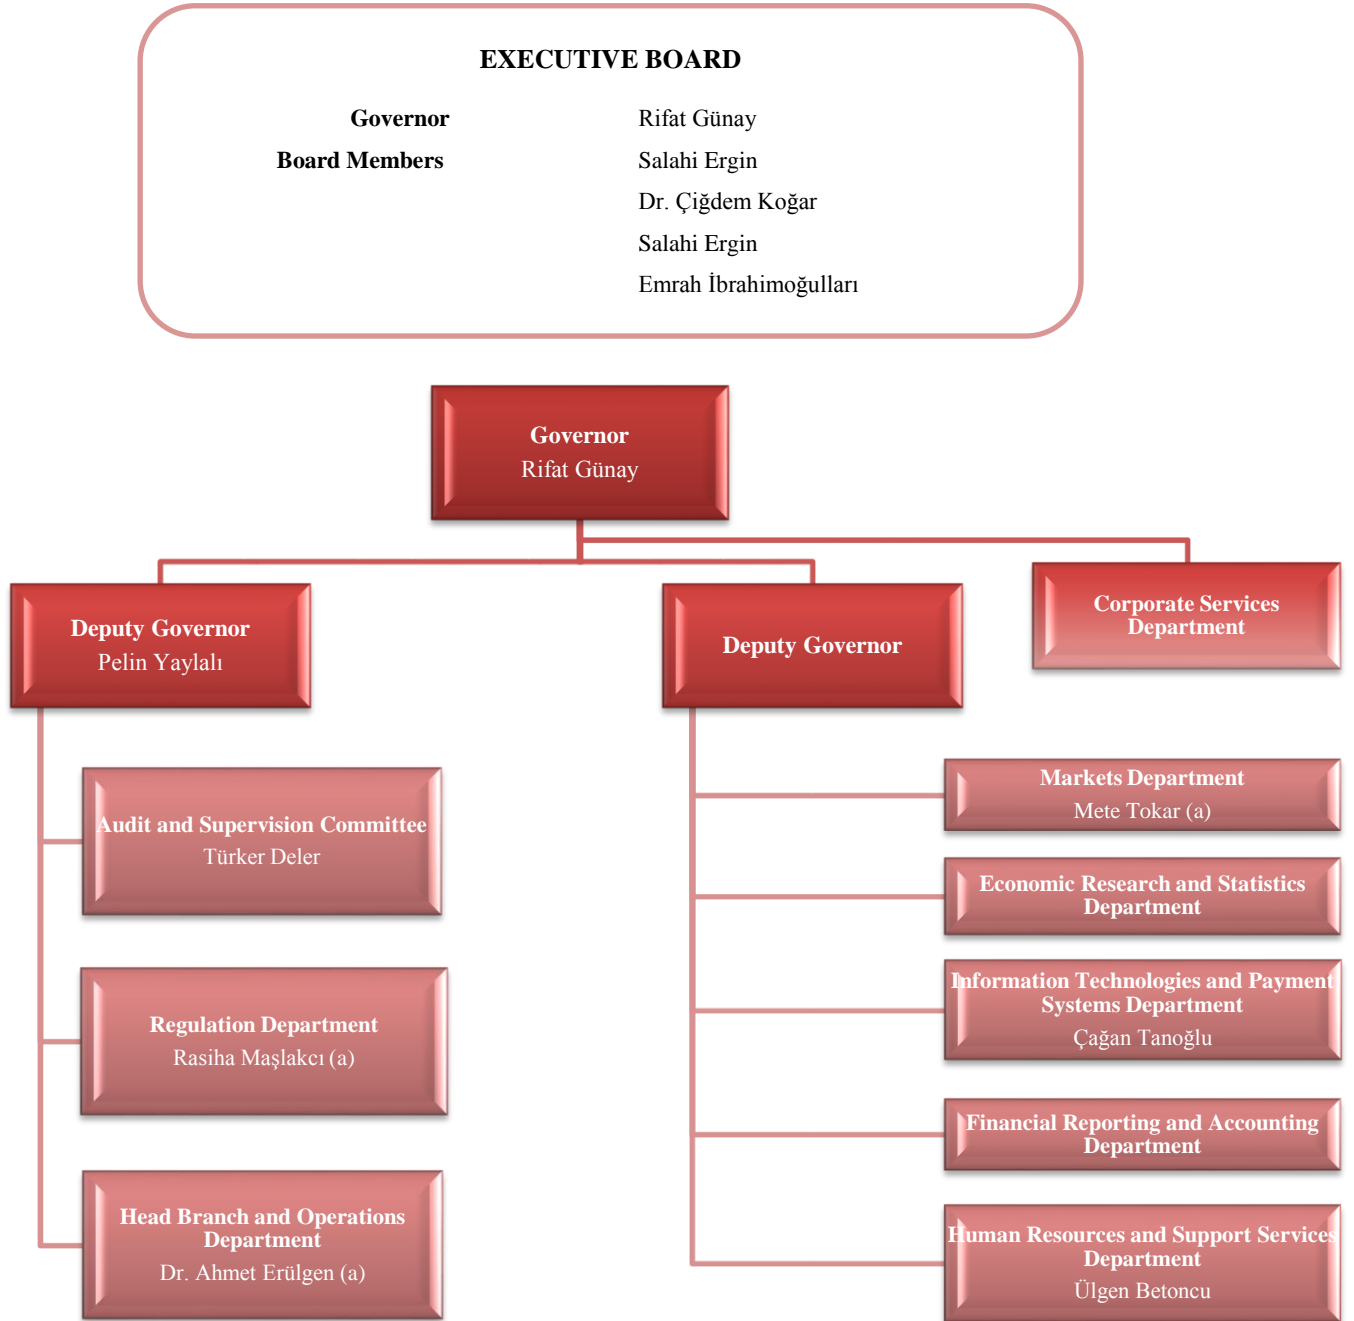 EXECUTIVE BOARD
Governor Rifat Günay
Board Members Salahi Ergin
Dr. Çiğdem Koğar
Salahi Ergin
Emrah İbrahimoğulları
Governor
Rifat Günay
Deputy Governor
Pelin Yaylalı
Deputy Governor
Corporate Services
Department
Audit and Supervision Committee
Türker Deler
Regulation Department
Rasiha Maşlakcı (a)
Head Branch and Operations
Department
Dr. Ahmet Erülgen (a)
Markets Department
Mete Tokar (a)
Economic Research and Statistics
Department
Information Technologies and Payment
Systems Department
Çağan Tanoğlu
Financial Reporting and Accounting
Department
Human Resources and Support Services
Department
Ülgen Betoncu